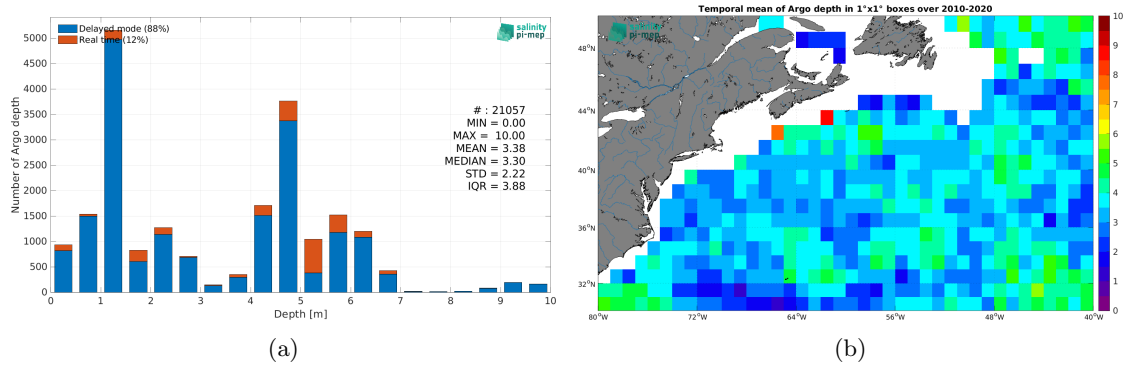 Delayed mode (88%)
Real time (12%)
salinity
pi-mep
# : 21057
MIN = 0.00
MAX = 10.00
MEAN = 3.38
MEDIAN = 3.30
STD = 2.22
IQR = 3.88
Number of Argo depth
5000
4500
4000
3500
3000
2500
2000
1500
1000
500
0
0 1 2 3 4 5 6 7 8 9 10
Depth [m]
(a)
Temporal mean of Argo depth in 1°x1° boxes over 2010-2020
salinity
pi-mep
48°N
44°N
40°N
36°N
32°N
80°W 72°W 64°W 56°W 48°W 40°W
10
9
8
7
6
5
4
3
2
1
0
(b)